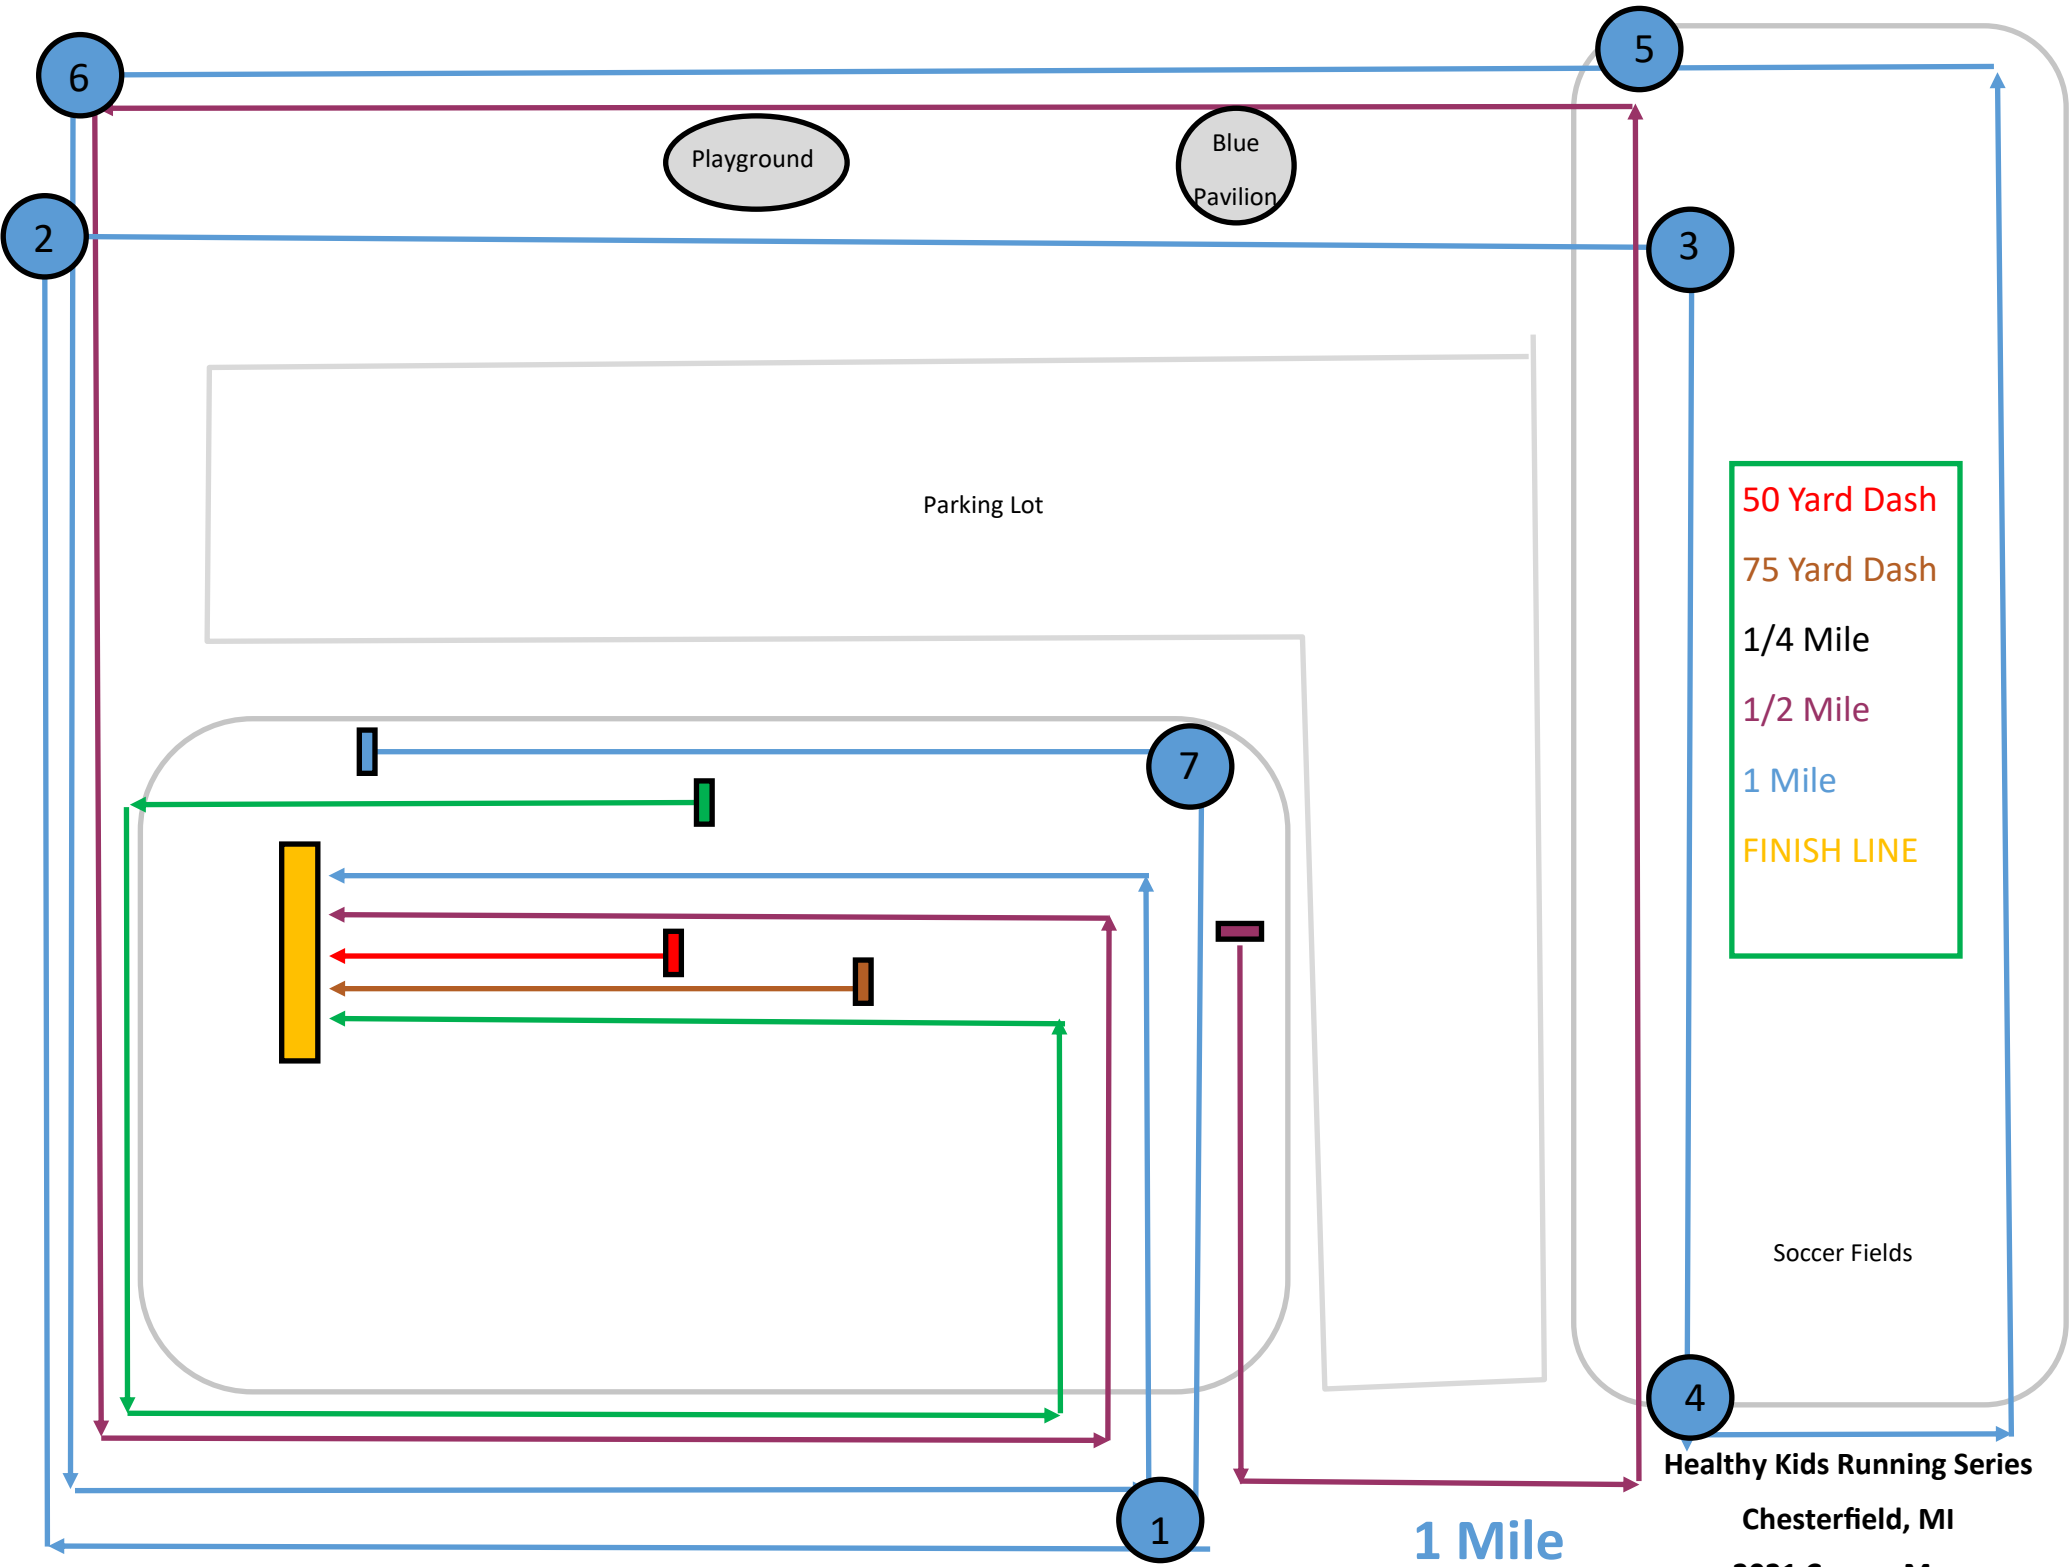 6
5
Playground
Blue
Pavilion
2
3
Parking Lot
50 Yard Dash
75 Yard Dash
1/4 Mile
1/2 Mile
1 Mile
FINISH LINE
7
Soccer Fields
4
Healthy Kids Running Series
Chesterfield, MI
1
1 Mile
2021